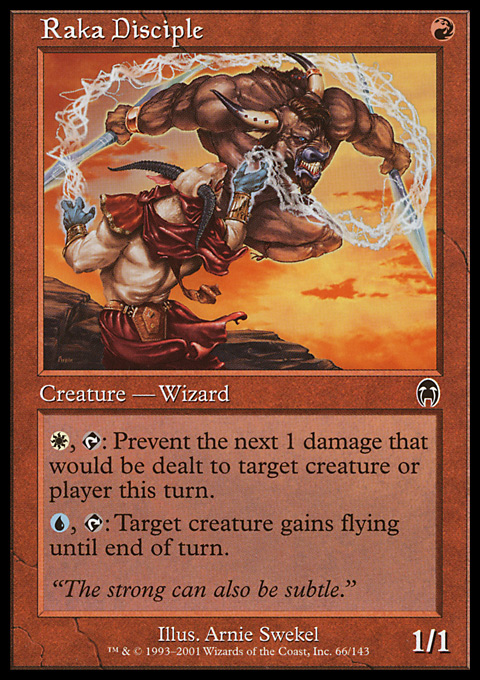 Raka Disciple
Creature — Wizard
: Prevent the next 1 damage that
would be dealt to target creature or
player this turn.
: Target creature gains flying
until end of turn.
“The strong can also be subtle.”
Illus. Arnie Swekel
™ & © 1993–2001 Wizards of the Coast, Inc. 66/143
1/1